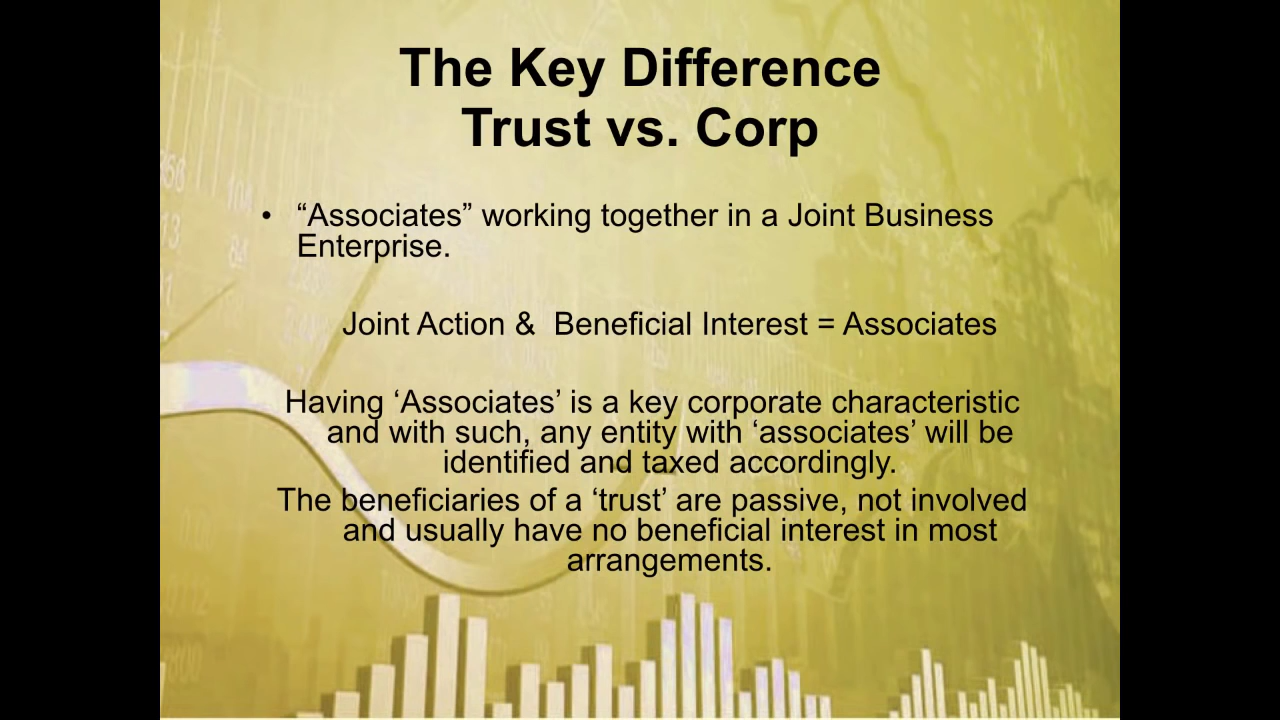 The Key Difference
Trust vs. Corp
• “Associates” working together in a Joint Business
Enterprise.
Joint Action &  Beneficial Interest = Associates
Having ‘Associates’ is a key corporate characteristic
and with such, any entity with ‘associates’ will be
identified and taxed accordingly.
The beneficiaries of a ‘trust’ are passive, not involved
and usually have no beneficial interest in most
arrangements.